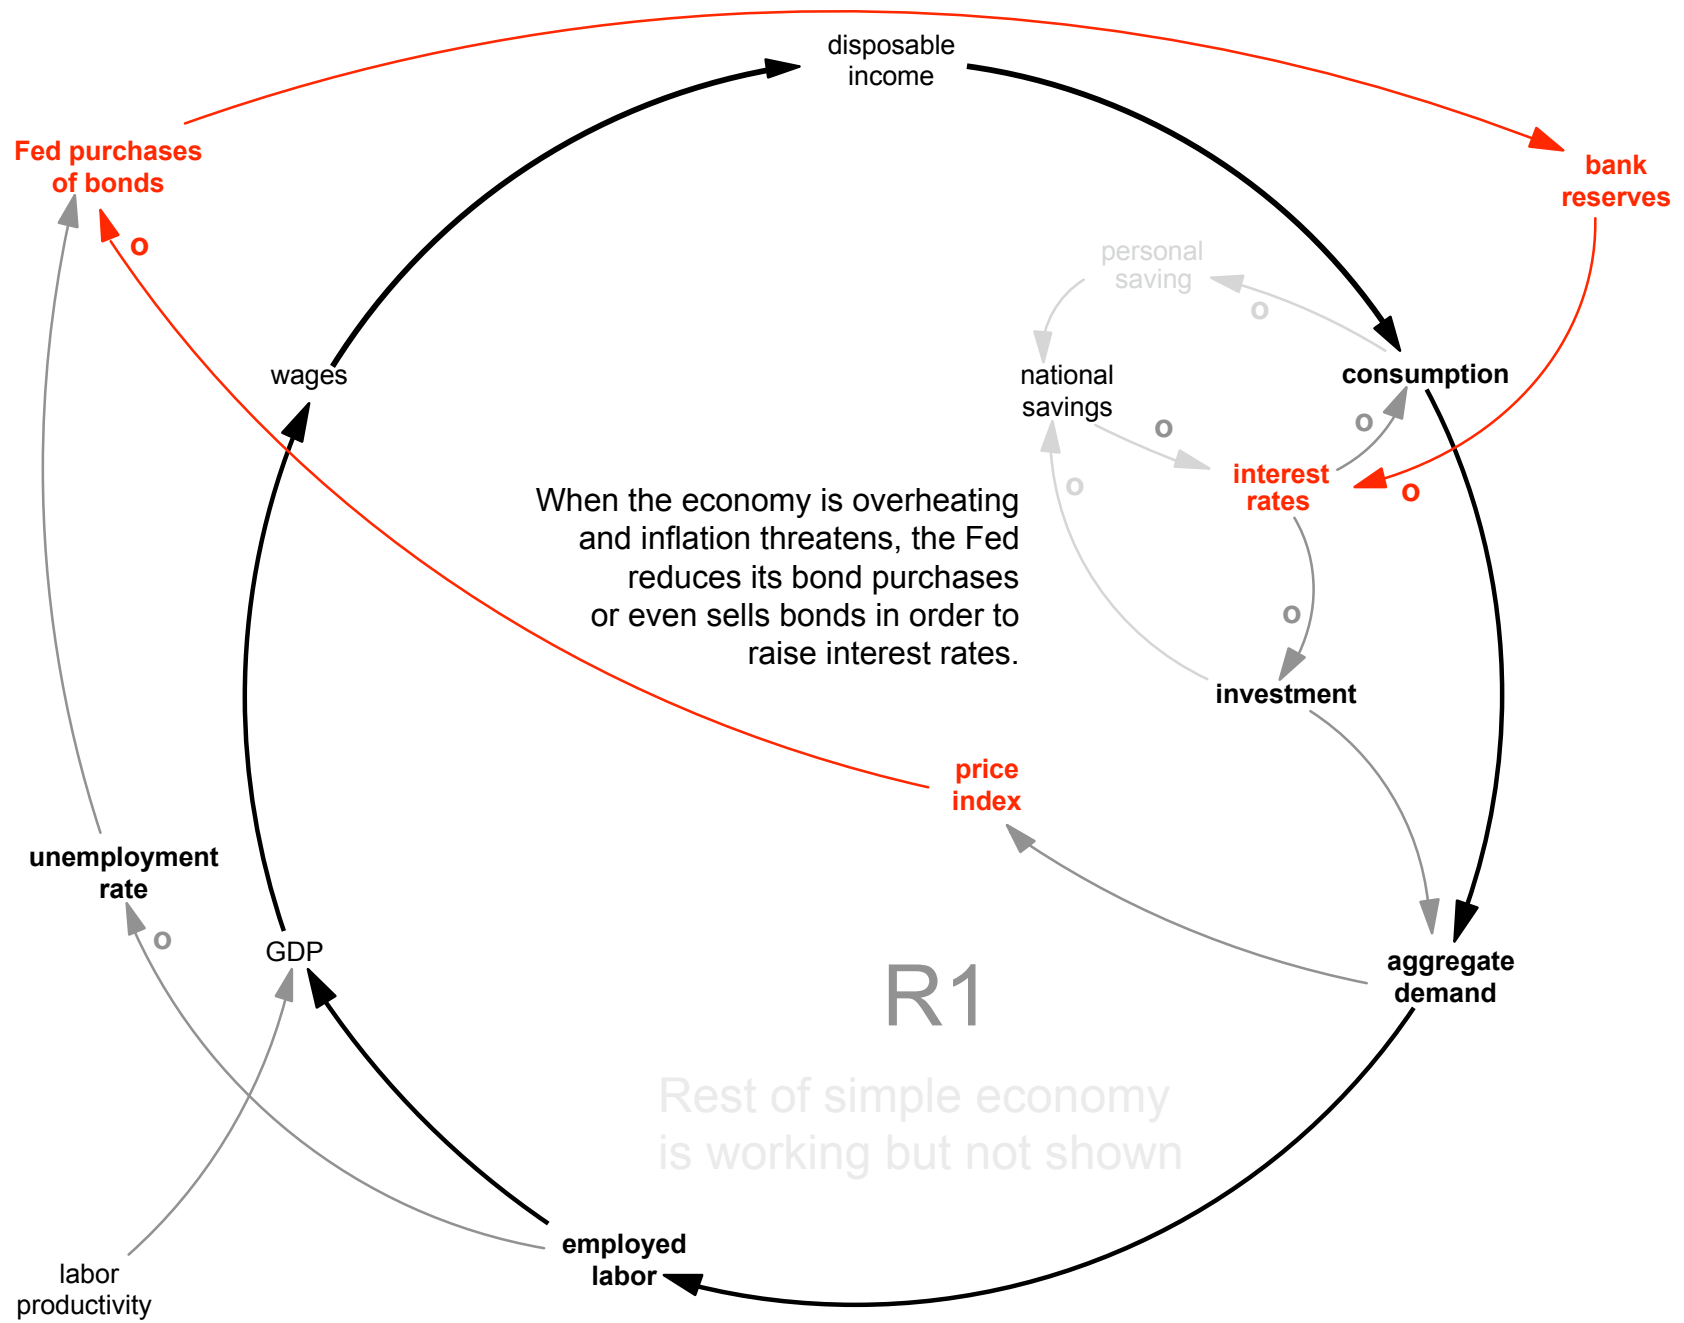 disposable
income
Fed purchases
of bonds
o
bank
reserves
personal
saving
o
wages
national
savings
consumption
o
o
interest
rates
o
o
When the economy is overheating
and inflation threatens, the Fed
reduces its bond purchases
or even sells bonds in order to
raise interest rates.
o
investment
price
index
unemployment
rate
o
GDP
aggregate
demand
R1
Rest of simple economy
is working but not shown
employed
labor
labor
productivity